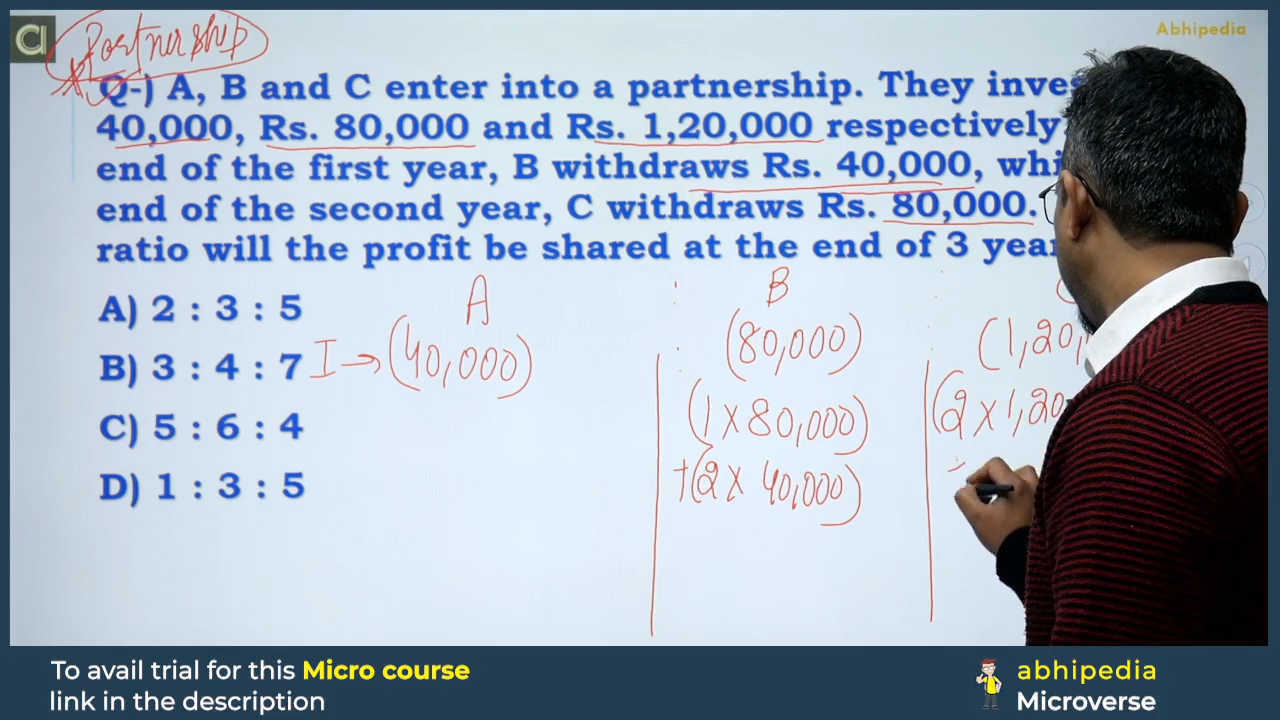 CI
Abhipedia
Partnership
Q-) A, B and C enter into a partnership. They inves
40,000, Rs. 80,000 and Rs. 1,20,000 respectively
end of the first year, B withdraws Rs. 40,000, whi
end of the second year, C withdraws Rs. 80,000.
ratio will the profit be shared at the end of 3 year
A) 2 : 3 : 5
B) 3 : 4 : 7
C) 5 : 6 : 4
D) 1 : 3 : 5
A : B :
I → (40,000) : (80,000) : (1,20,
(1 x 80,000) (2 x 1,20
+(2 x 40,000)
To avail trial for this Micro course
link in the description
abhipedia
Microverse